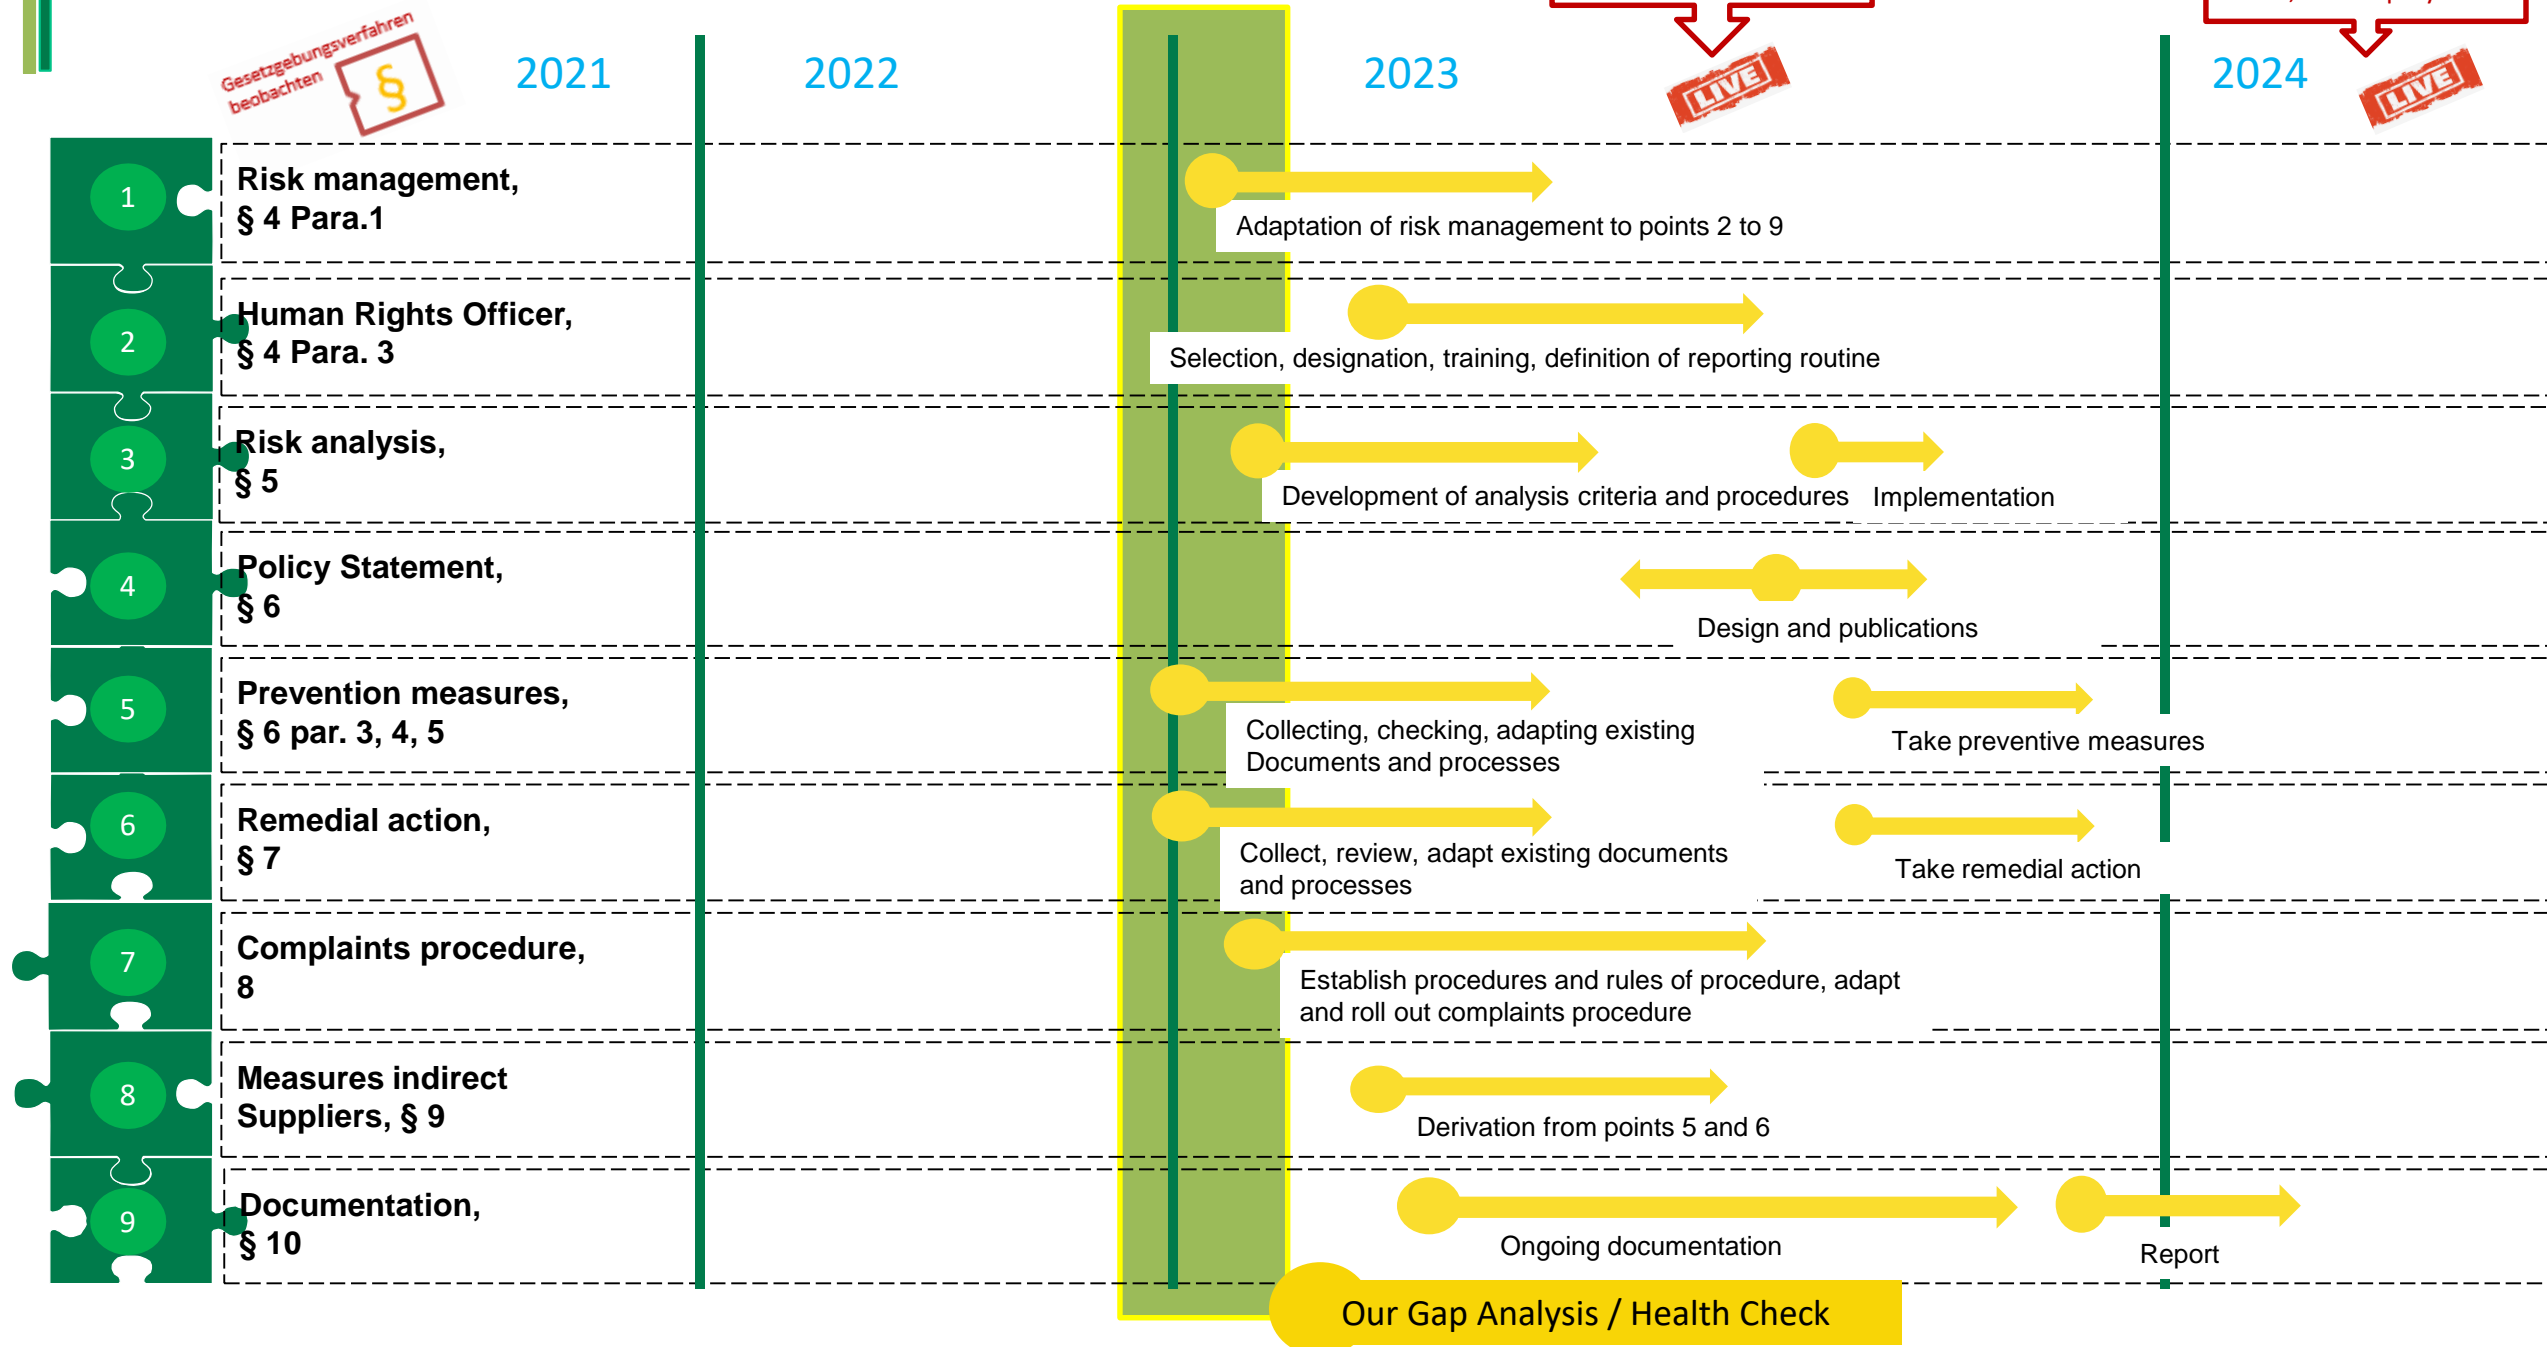 Gesetzgebungsverfahren
beobachten
§
2021
2022
2023
LIVE
2024
LIVE
1
Risk management,
§ 4 Para.1
Adaptation of risk management to points 2 to 9
2
Human Rights Officer,
§ 4 Para. 3
Selection, designation, training, definition of reporting routine
3
Risk analysis,
§ 5
Development of analysis criteria and procedures
Implementation
4
Policy Statement,
§ 6
Design and publications
5
Prevention measures,
§ 6 par. 3, 4, 5
Collecting, checking, adapting existing
Documents and processes
Take preventive measures
6
Remedial action,
§ 7
Collect, review, adapt existing documents
and processes
Take remedial action
7
Complaints procedure,
8
Establish procedures and rules of procedure, adapt
and roll out complaints procedure
8
Measures indirect
Suppliers, § 9
Derivation from points 5 and 6
9
Documentation,
§ 10
Ongoing documentation
Report
Our Gap Analysis / Health Check